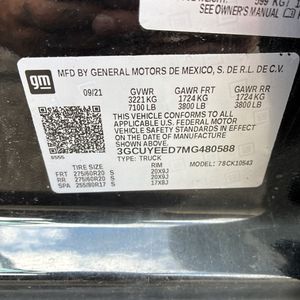 599 KG /
SEE OWNER'S MANUAL
gm
MFD BY GENERAL MOTORS DE MEXICO, S. DE R.L. DE C.V.
09/21 GVWR GAWR FRT GAWR RR
3221 KG 1724 KG 1724 KG
7100 LB 3800 LB 3800 LB
THIS VEHICLE CONFORMS TO ALL
APPLICABLE U.S. FEDERAL MOTOR
VEHICLE SAFETY
STANDARDS IN EFFECT ON THE DATE OF
MANUFACTURE SHOWN ABOVE.
3GCUYEED7MG480588
TYPE: TRUCK MODEL: 78CK10543
TIRE SIZE RIM
FRT 275/60R20 S 20X9J
RR 275/60R20 S 20X9J
SPA 255/80R17 S 17X8J